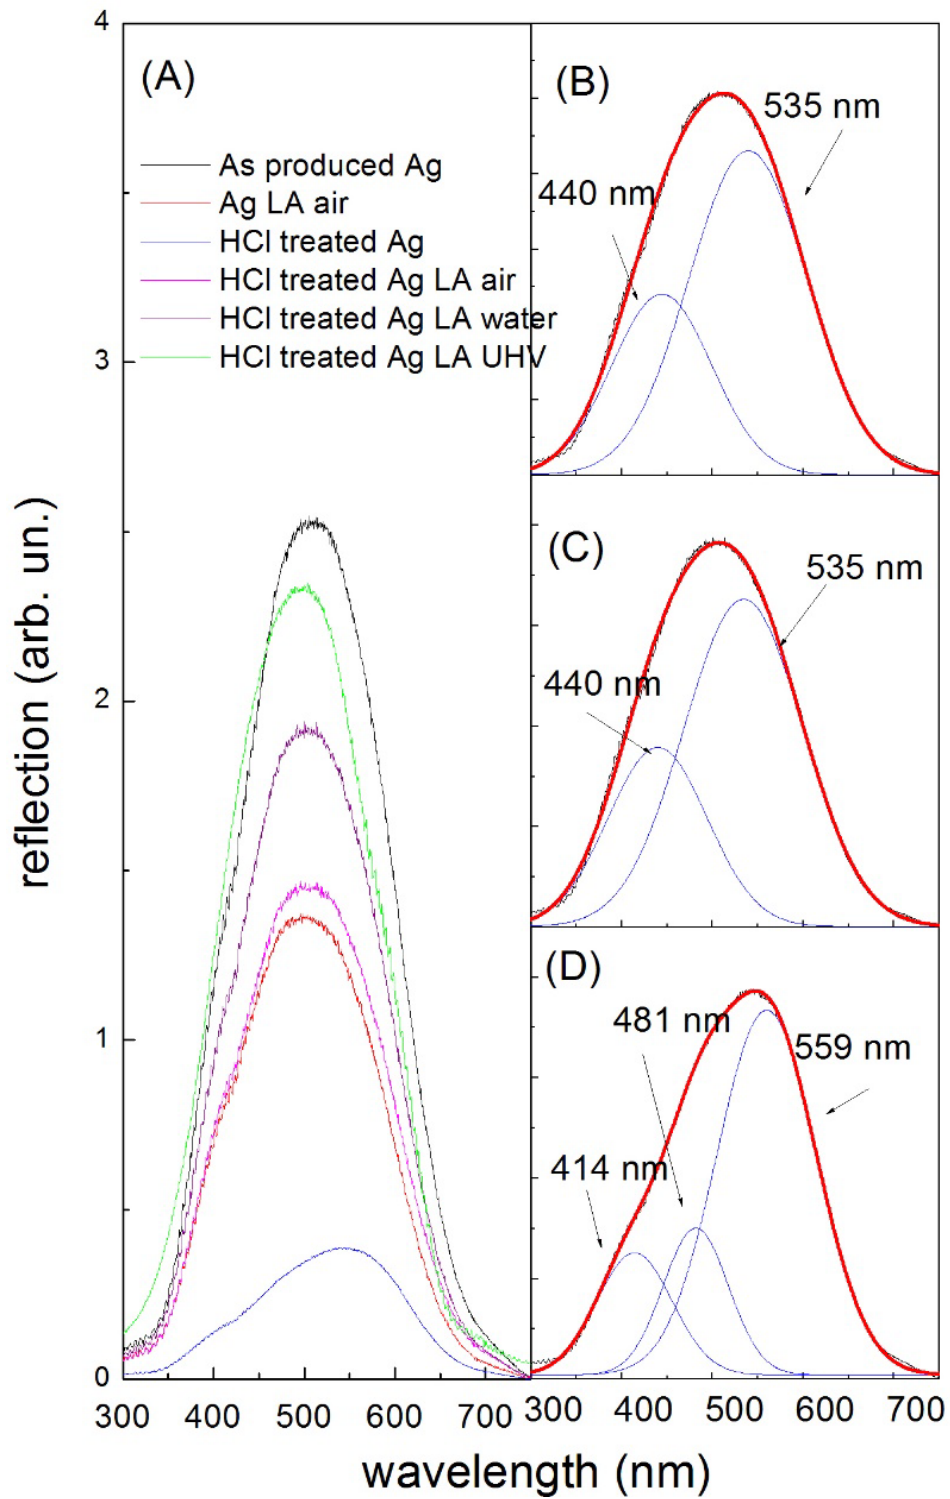 4
3
2
1
0
reflection (arb. un.)
(A)
As produced Ag
Ag LA air
HCl treated Ag
HCl treated Ag LA air
HCl treated Ag LA water
HCl treated Ag LA UHV
300 400 500 600 700
(B)
535 nm
440 nm
(C)
535 nm
440 nm
(D)
481 nm
559 nm
414 nm
300 400 500 600 700
wavelength (nm)